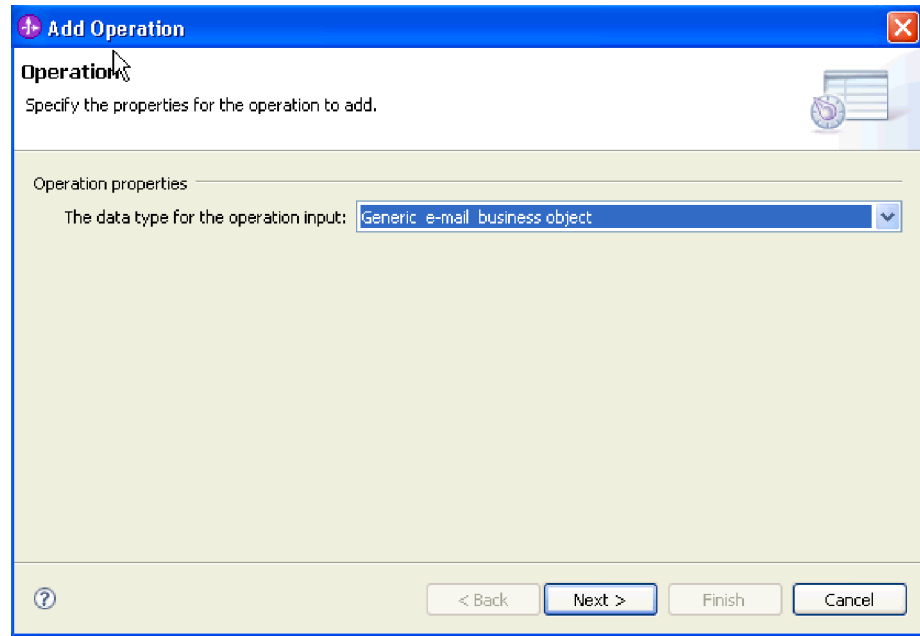 Add Operation
Operation
Specify the properties for the operation to add.
Operation properties
The data type for the operation input: Generic e-mail business object
?
< Back Next > Finish Cancel